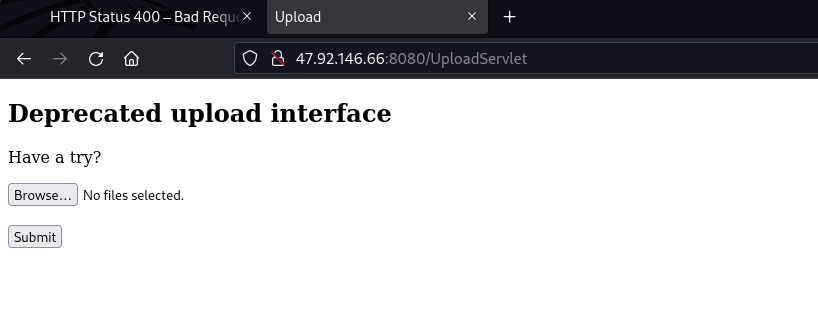 HTTP Status 400 – Bad Reque
Upload
47.92.146.66:8080/UploadServlet
Deprecated upload interface
Have a try?
Browse… No files selected.
Submit